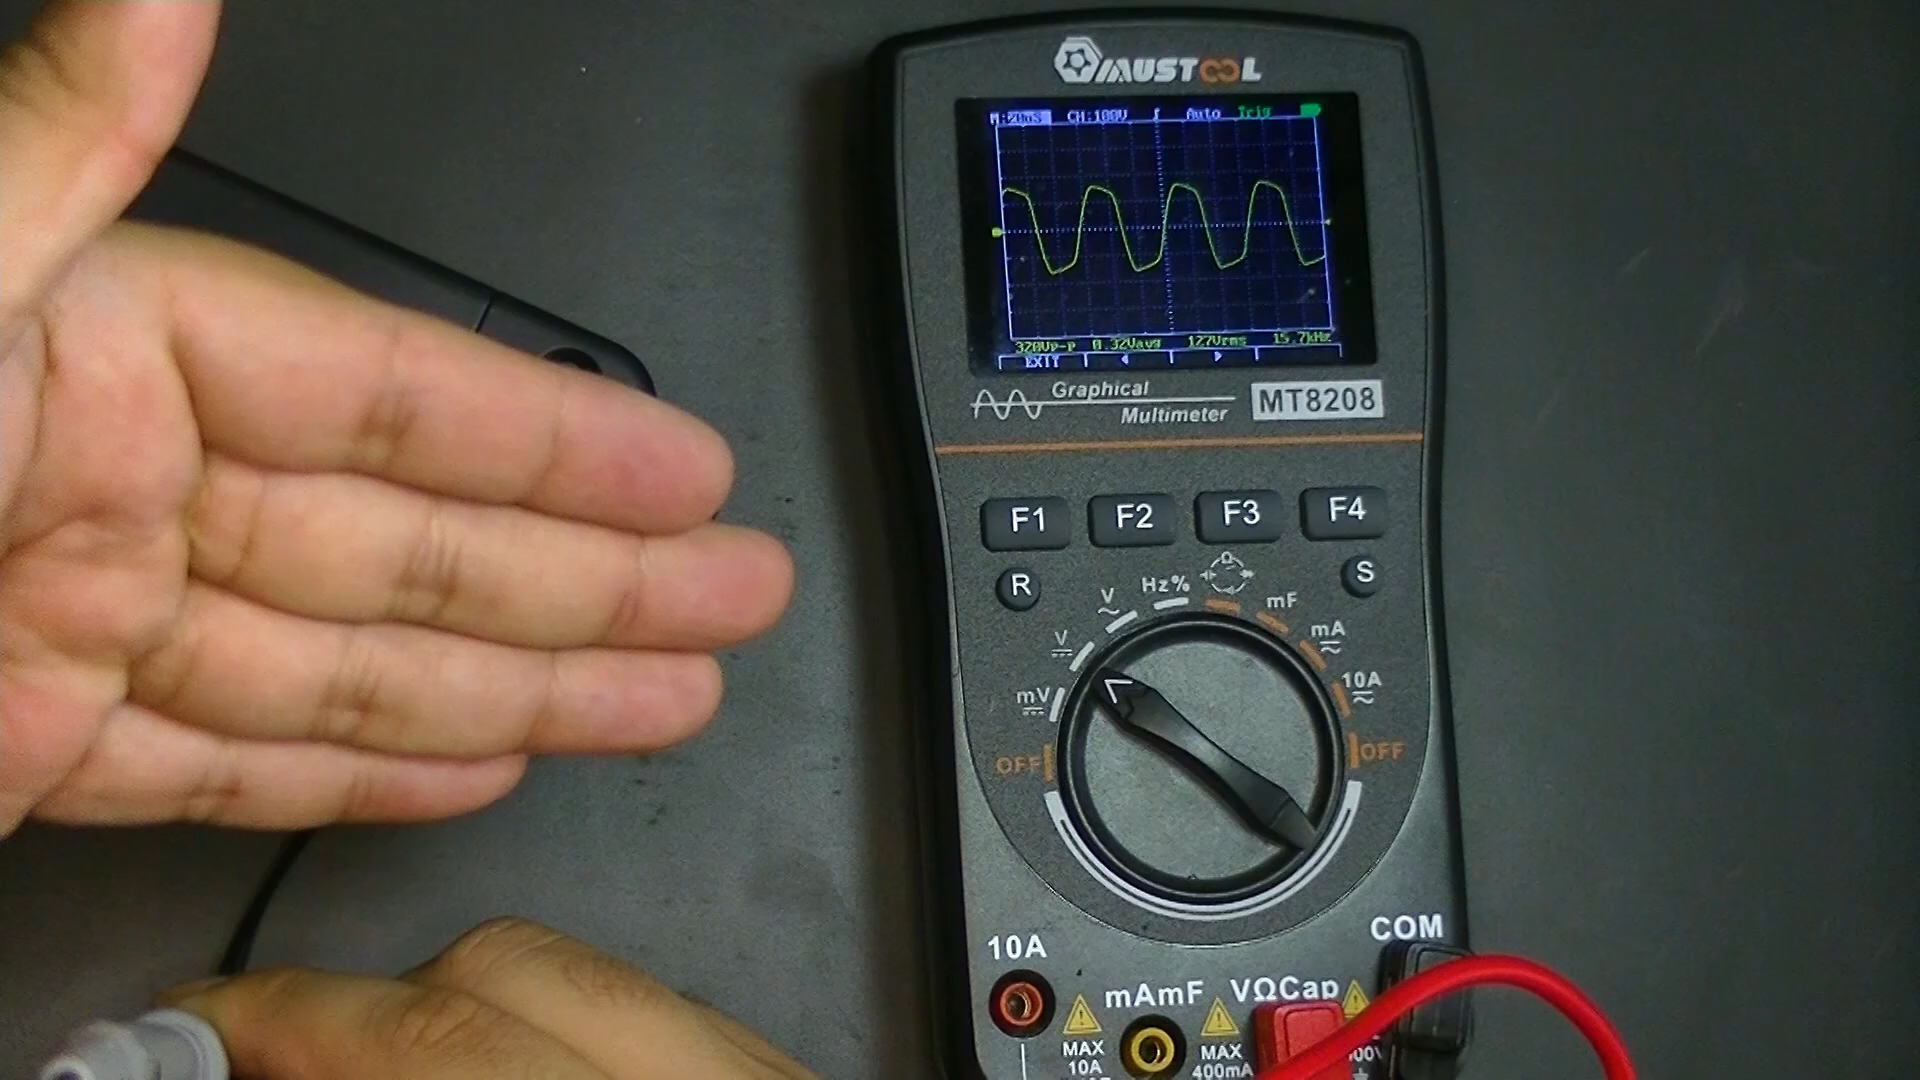 MUSTOOL
M:20uS CH:100V Auto Trig
320Vp-p 0.32Vavg 127Vrms 15.7kHz
EXIT
Graphical
Multimeter
MT8208
F1 F2 F3 F4
R
S
Hz%
V
V
mV
OFF
Ω
mF
mA
10A
OFF
10A
mAmF
VΩCap
COM
MAX
10A
MAX
400mA